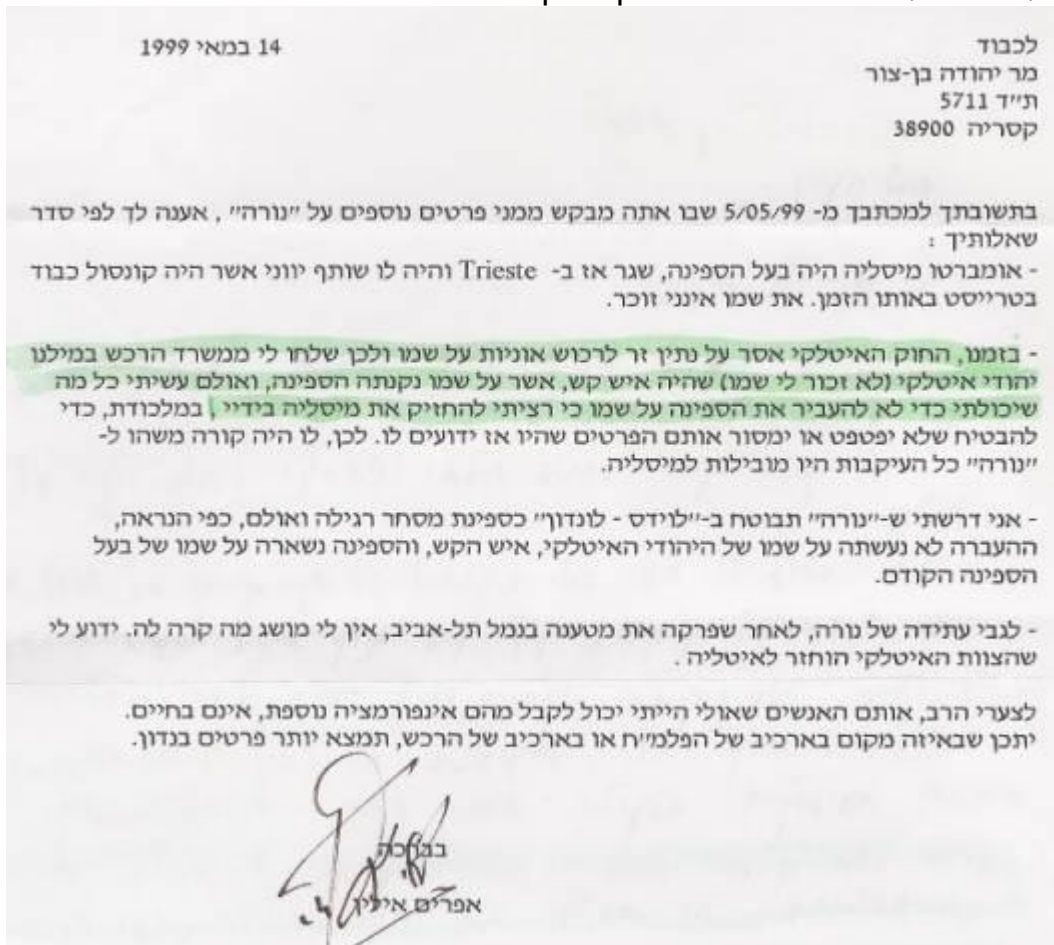 14 במאי 1999
לכבוד
מר יהודה בן-צור
ת״ד 5711
קסריה 38900
בתשובתך למכתבך מ- 5/05/99 שבו אתה מבקש ממני פרטים נוספים על ״נורה״ , אענה לך לפי סדר
שאלותיך :
- אומברטו מיסליה היה בעל הספינה, שגר אז ב- Trieste והיה לו שותף יווני אשר היה קונסול כבוד
בטרייסט באותו הזמן. את שמו אינני זוכר.
- בזמנו, החוק האיטלקי אסר על נתין זר לרכוש אוניות על שמו ולכן שלחו לי ממשרד הרכש במילנו
יהודי איטלקי (לא זכור לי שמו) שהיה איש קש, אשר על שמו נקנתה הספינה, ואולם עשיתי כל מה
שיכולתי כדי לא להעביר את הספינה על שמו כי רציתי להחזיק את מיסליה בידיי , במלכודת, כדי
להבטיח שלא יפטפט או ימסור אותם הפרטים שהיו אז ידועים לו. לכן, לו היה קורה משהו ל-
״נורה״ כל העיקבות היו מובילות למיסליה.
- אני דרשתי ש-״נורה״ תבוטח ב-״לוידס - לונדון״ כספינת מסחר רגילה ואולם, כפי הנראה,
ההעברה לא נעשתה על שמו של היהודי האיטלקי, איש הקש, והספינה נשארה על שמו של בעל
הספינה הקודם.
- לגבי עתידה של נורה, לאחר שפרקה את מטענה בנמל תל-אביב, אין לי מושג מה קרה לה. ידוע לי
שהצוות האיטלקי הוחזר לאיטליה .
לצערי הרב, אותם האנשים שאולי הייתי יכול לקבל מהם אינפורמציה נוספת, אינם בחיים.
יתכן שבאיזה מקום בארכיב של הפלמ״ח או בארכיב של הרכש, תמצא יותר פרטים בנדון.
בברכה
אפרים אילין